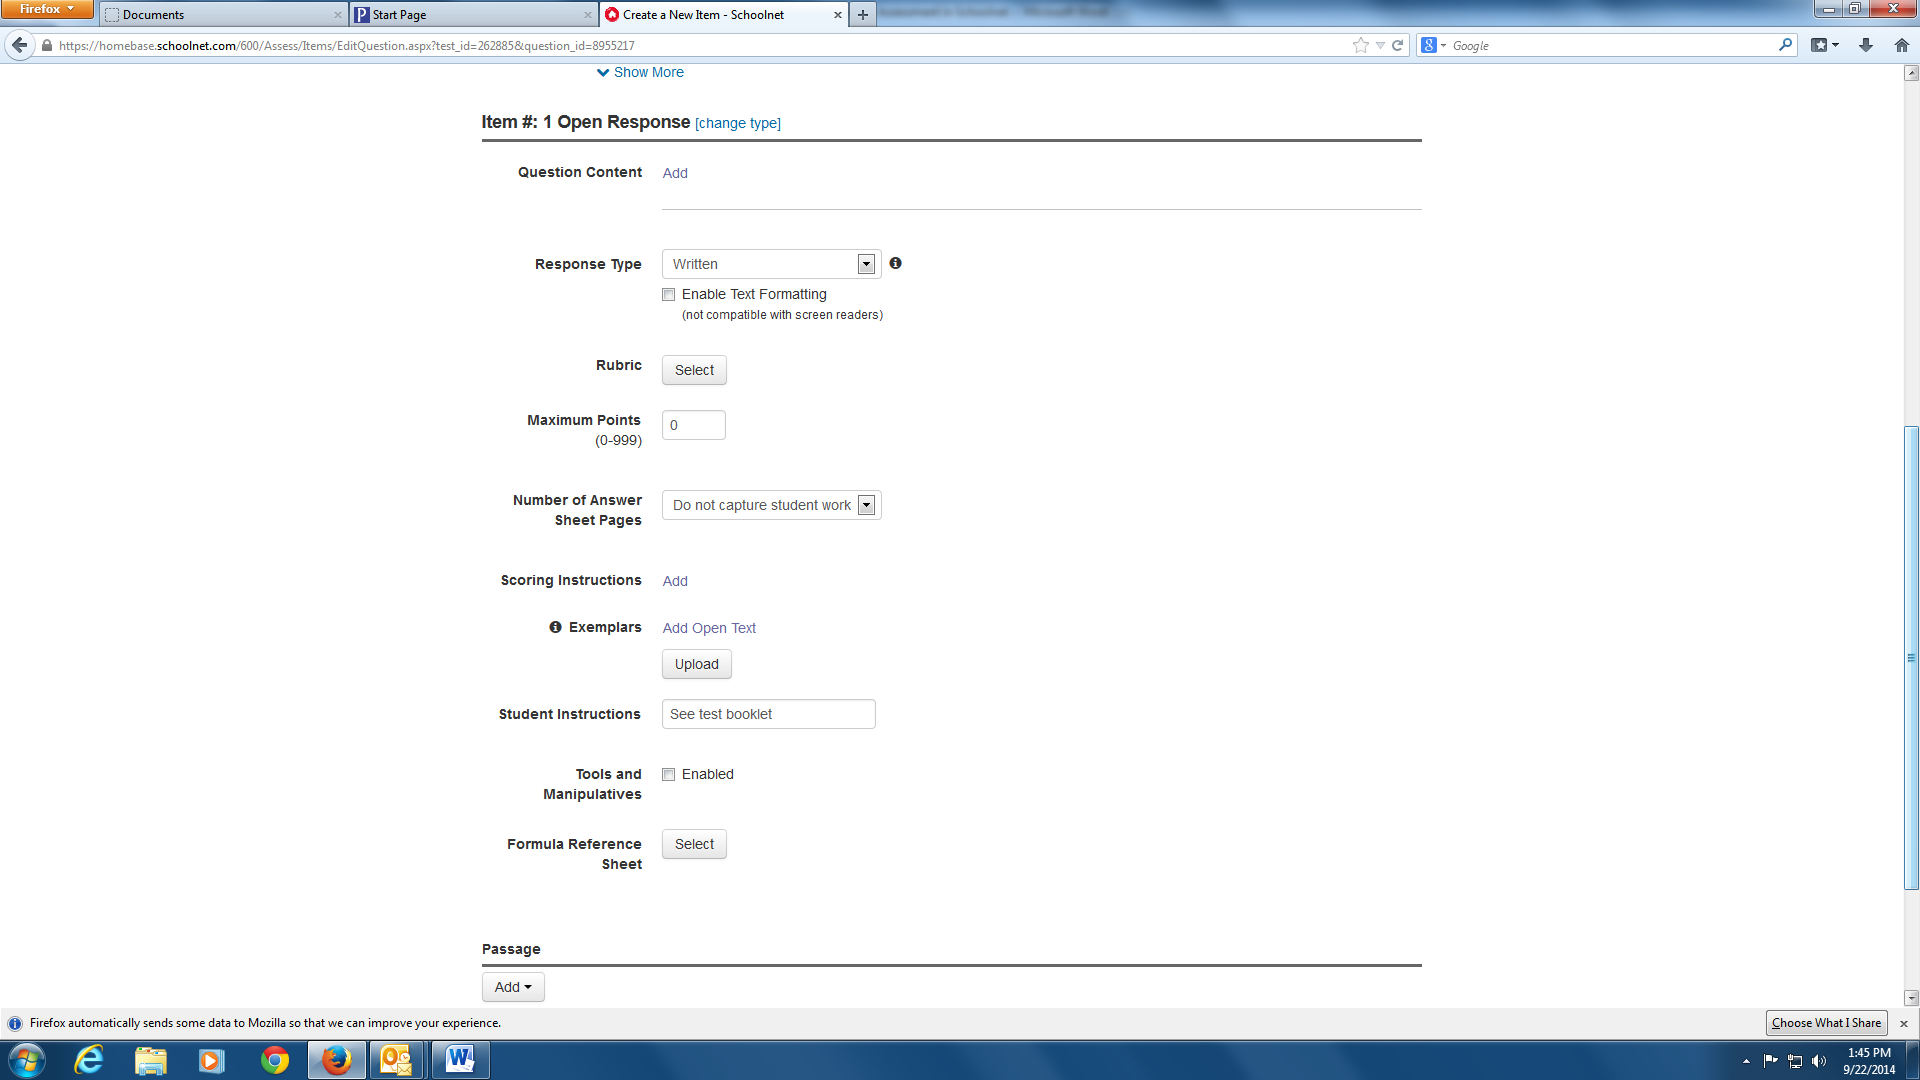 Firefox
Documents
Start Page
Create a New Item - Schoolnet
Assessment in Schoolnet - Microsoft Word
https://homebase.schoolnet.com/600/Assess/Items/EditQuestion.aspx?test_id=262885&question_id=8955217
Google
Show More
Item #: 1 Open Response [change type]
Question Content Add
Response Type Written
Enable Text Formatting
(not compatible with screen readers)
Rubric Select
Maximum Points
(0-999)
0
Number of Answer
Sheet Pages
Do not capture student work
Scoring Instructions Add
Exemplars Add Open Text
Upload
Student Instructions See test booklet
Tools and
Manipulatives
Enabled
Formula Reference
Sheet
Select
Passage
Add
Firefox automatically sends some data to Mozilla so that we can improve your experience.
Choose What I Share
1:45 PM
9/22/2014